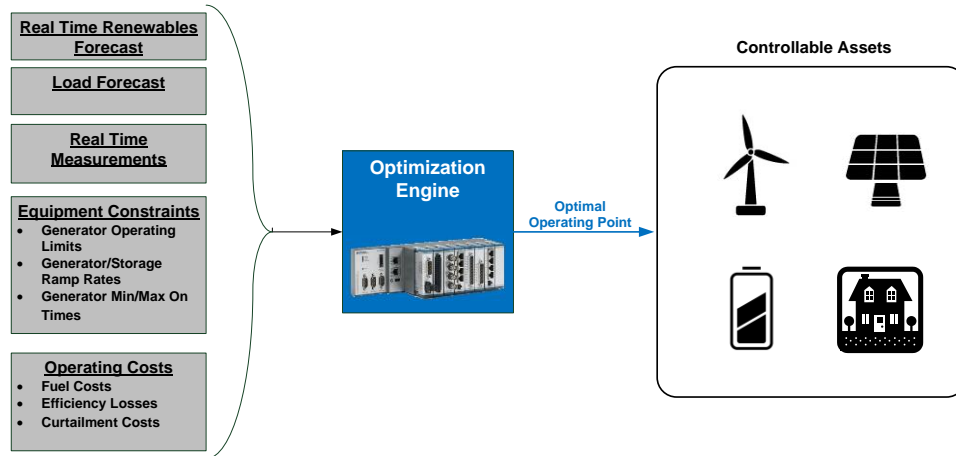 Real Time Renewables
Forecast
Load Forecast
Real Time
Measurements
Equipment Constraints
• Generator Operating
Limits
• Generator/Storage
Ramp Rates
• Generator Min/Max On
Times
Operating Costs
• Fuel Costs
• Efficiency Losses
• Curtailment Costs
Optimization
Engine
Optimal
Operating Point
Controllable Assets